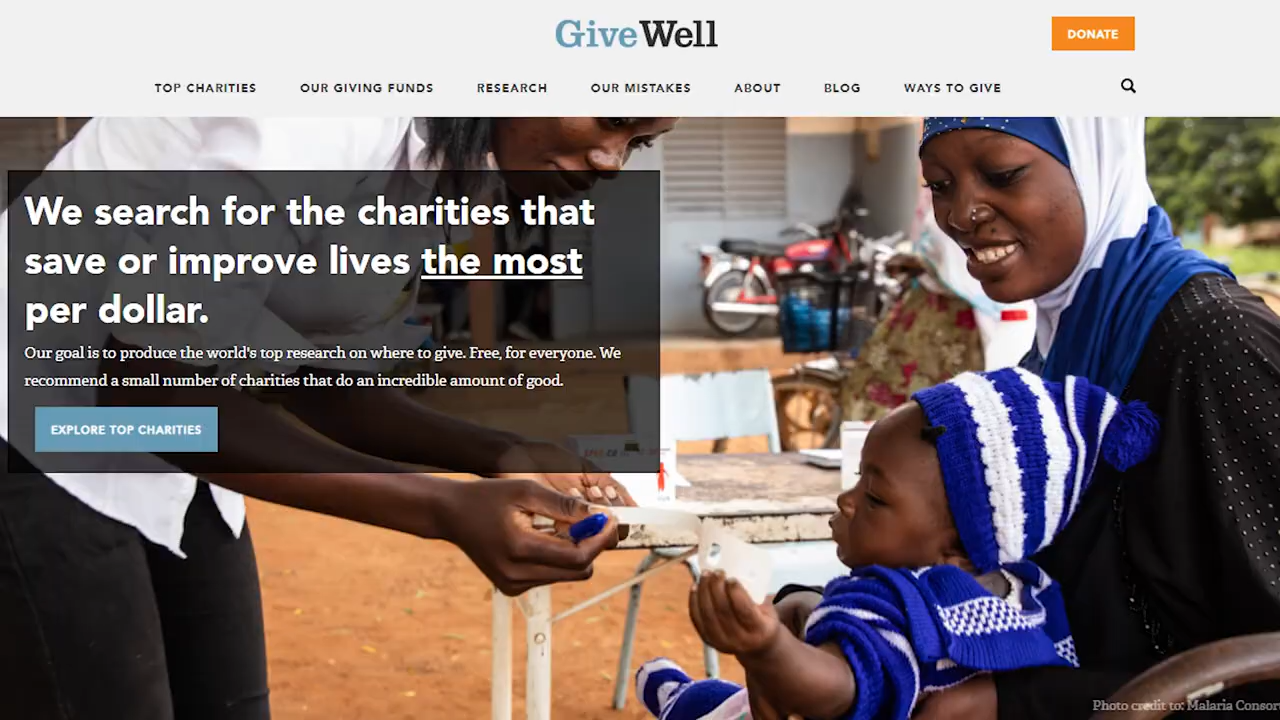 GiveWell
DONATE
TOP CHARITIES OUR GIVING FUNDS RESEARCH OUR MISTAKES ABOUT BLOG WAYS TO GIVE
We search for the charities that
save or improve lives the most
per dollar.
Our goal is to produce the world's top research on where to give. Free, for everyone. We
recommend a small number of charities that do an incredible amount of good.
EXPLORE TOP CHARITIES
Photo credit to: Malaria Consor